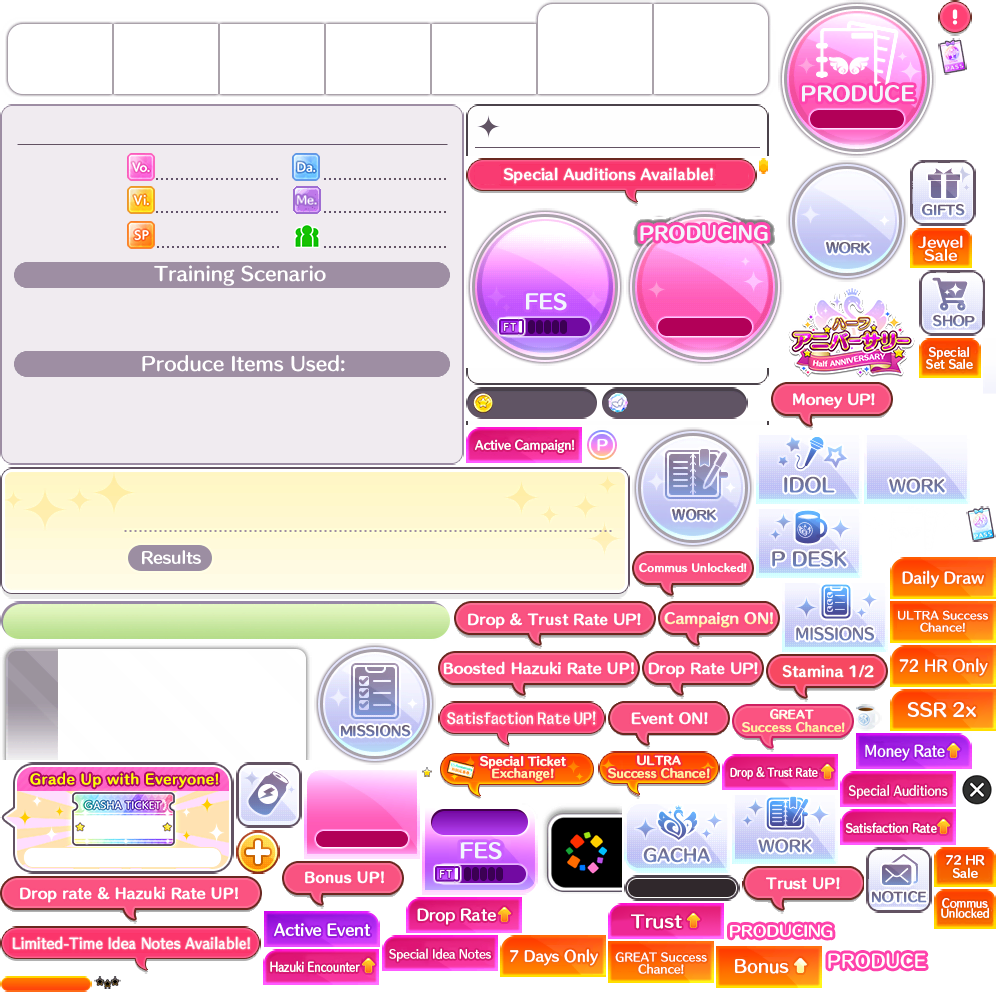 PRODUCE
PASS
Vo.
Da.
Vi.
Me.
SP
Training Scenario
Produce Items Used:
Special Auditions Available!
FES
FT
PRODUCING
WORK
GIFTS
Jewel
Sale
SHOP
ハーフ
アニバーサリー
Half ANNIVERSARY
Special
Set Sale
Money UP!
Active Campaign!
P
WORK
IDOL
WORK
P DESK
PASS
Results
Commus Unlocked!
Daily Draw
Drop & Trust Rate UP!
Campaign ON!
MISSIONS
ULTRA Success
Chance!
Boosted Hazuki Rate UP!
Drop Rate UP!
Stamina 1/2
72 HR Only
MISSIONS
Satisfaction Rate UP!
Event ON!
GREAT
Success Chance!
SSR 2x
Money Rate
Grade Up with Everyone!
GASHA TICKET
Special Ticket
Exchange!
ULTRA
Success Chance!
Drop & Trust Rate
Special Auditions
FES
FT
GACHA
WORK
Satisfaction Rate
Drop rate & Hazuki Rate UP!
Bonus UP!
Trust UP!
NOTICE
72 HR
Sale
Commus
Unlocked
Active Event
Drop Rate
Trust
PRODUCING
Limited-Time Idea Notes Available!
Hazuki Encounter
Special Idea Notes
7 Days Only
GREAT Success
Chance!
Bonus
PRODUCE